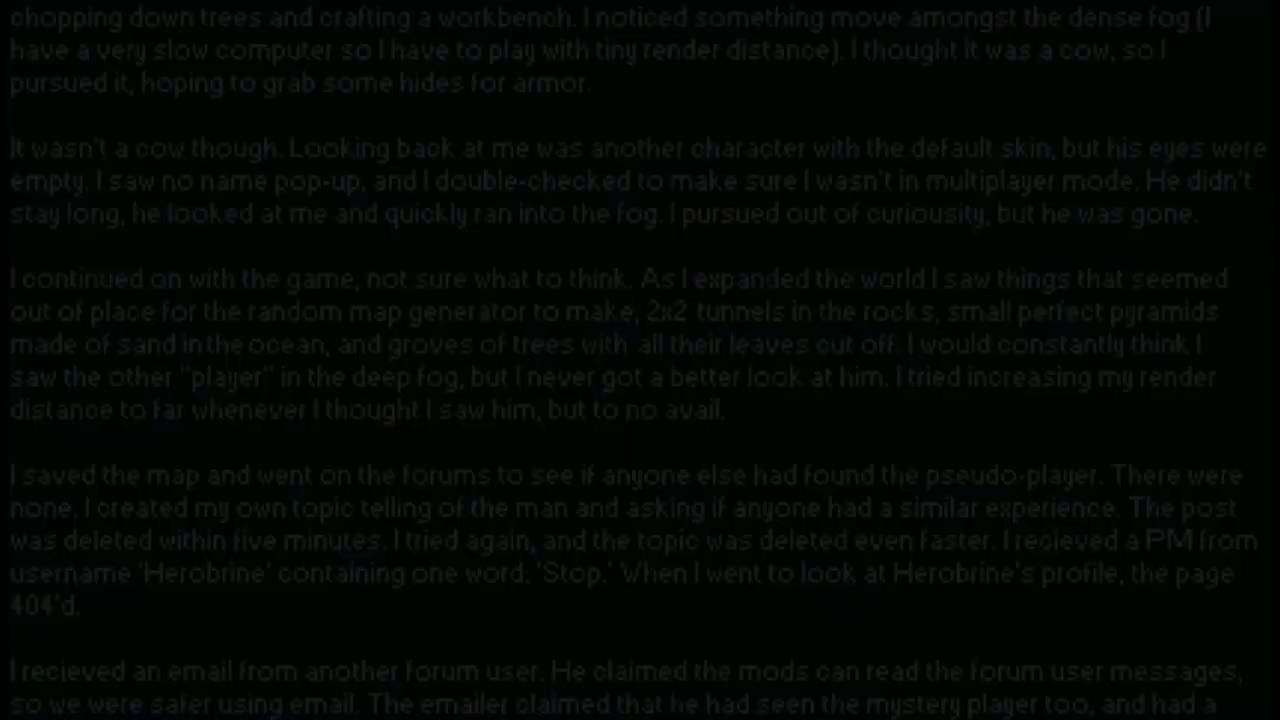 chopping down trees and crafting a workbench. I noticed something move amongst the dense fog (I
have a very slow computer so I have to play with tiny render distance). I thought it was a cow, so I
pursued it, hoping to grab some hides for armor.
It wasn't a cow though. Looking back at me was another character with the default skin, but his eyes were
empty. I saw no name pop-up, and I double-checked to make sure I wasn't in multiplayer mode. He didn't
stay long, he looked at me and quickly ran into the fog. I pursued out of curiousity, but he was gone.
I continued on with the game, not sure what to think. As I expanded the world I saw things that seemed
out of place for the random map generator to make; 2x2 tunnels in the rocks, small perfect pyramids
made of sand in the ocean, and groves of trees with all their leaves cut off. I would constantly think I
saw the other "player" in the deep fog, but I never got a better look at him. I tried increasing my render
distance to far whenever I thought I saw him, but to no avail.
I saved the map and went on the forums to see if anyone else had found the pseudo-player. There were
none. I created my own topic telling of the man and asking if anyone had a similar experience. The post
was deleted within five minutes. I tried again, and the topic was deleted even faster. I recieved a PM from
username 'Herobrine' containing one word: 'Stop.' When I went to look at Herobrine's profile, the page
404'd.
I recieved an email from another forum user. He claimed the mods can read the forum user messages,
so we were safer using email. The emailer claimed that he had seen the mystery player too, and had a